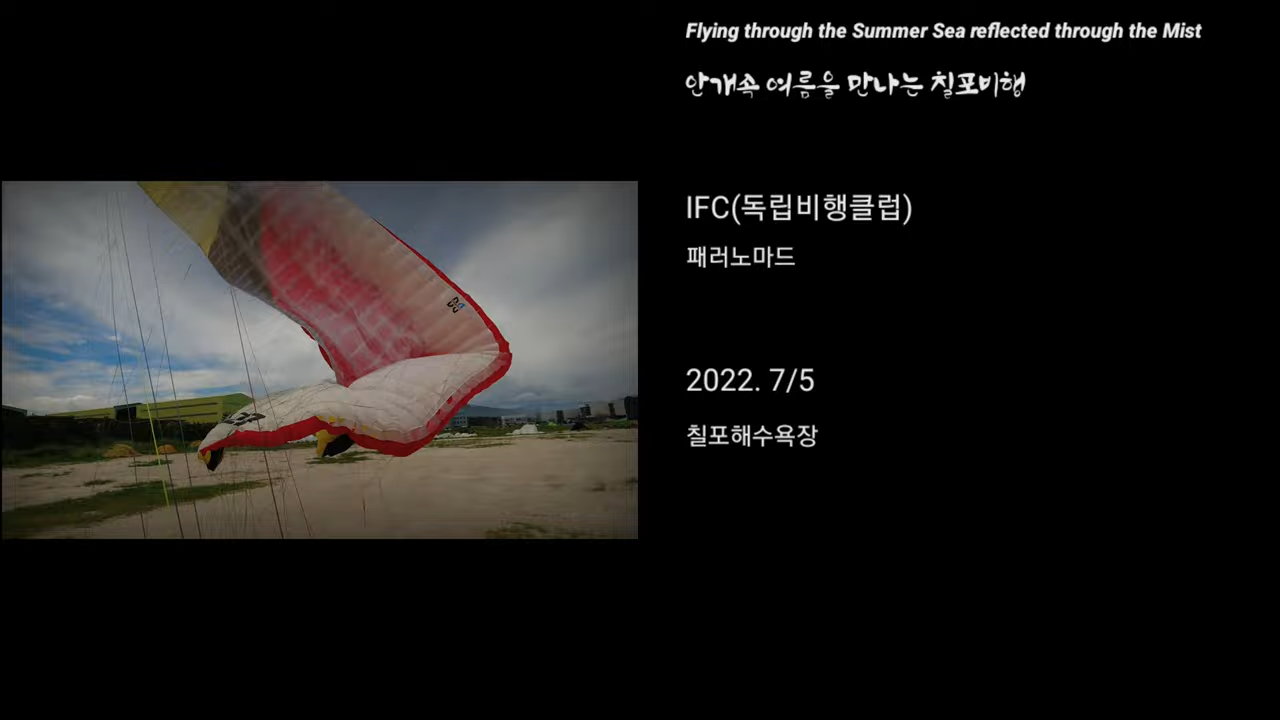 Flying through the Summer Sea reflected through the Mist
안개속 여름을 만나는 칠포비행
IFC(독립비행클럽)
패러노마드
2022. 7/5
칠포해수욕장